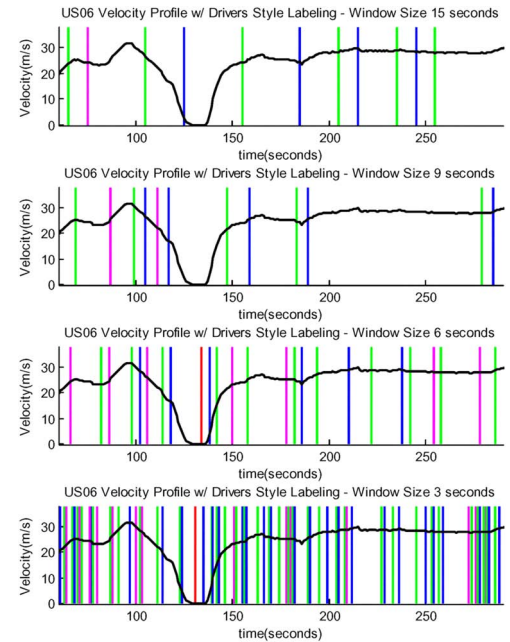 US06 Velocity Profile w/ Drivers Style Labeling - Window Size 15 seconds
Velocity(m/s)
30
20
10
0
100 150 200 250
time(seconds)
US06 Velocity Profile w/ Drivers Style Labeling - Window Size 9 seconds
Velocity(m/s)
30
20
10
0
100 150 200 250
time(seconds)
US06 Velocity Profile w/ Drivers Style Labeling - Window Size 6 seconds
Velocity(m/s)
30
20
10
0
100 150 200 250
time(seconds)
US06 Velocity Profile w/ Drivers Style Labeling - Window Size 3 seconds
Velocity(m/s)
30
20
10
0
100 150 200 250
time(seconds)